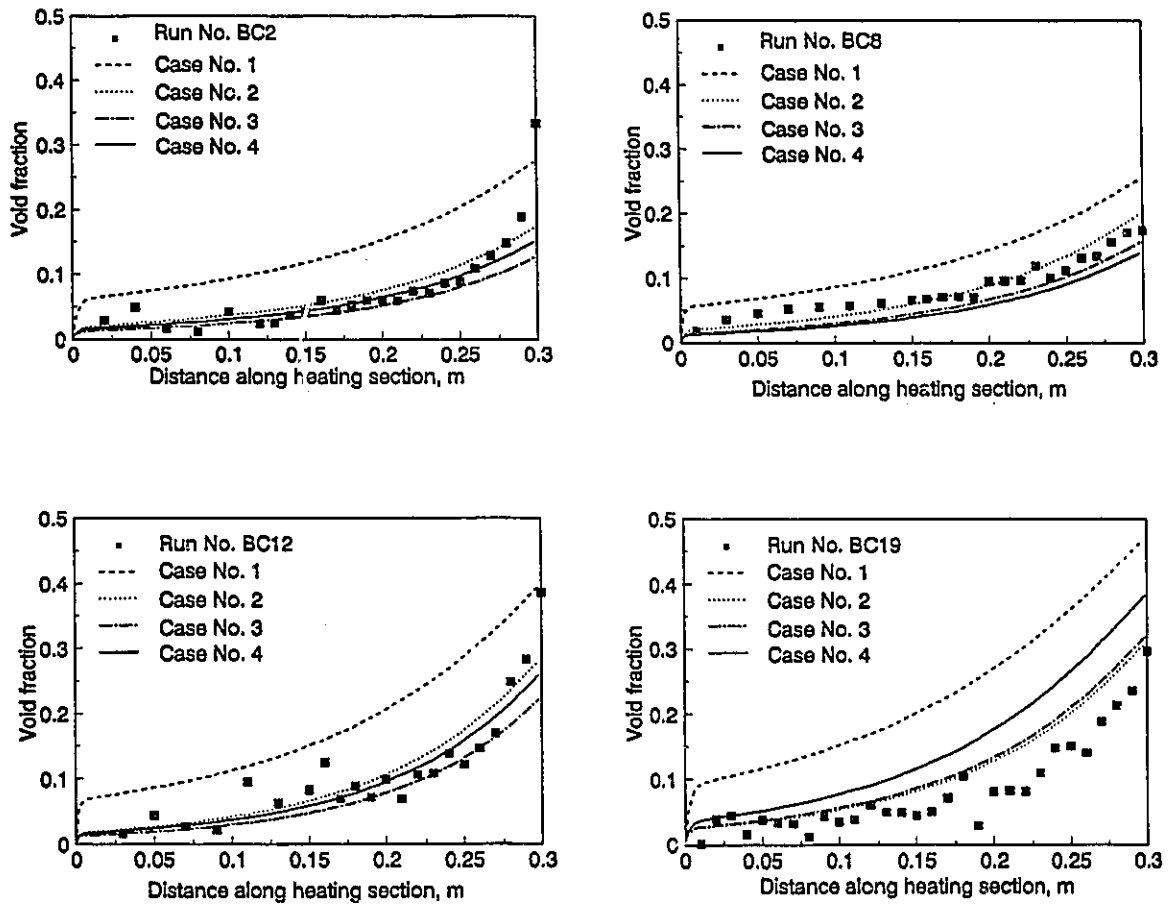 0.5
Run No. BC2
Case No. 1
Case No. 2
Case No. 3
Case No. 4
0.4
0.3
0.2
0.1
0
Void fraction
0 0.05 0.1 0.15 0.2 0.25 0.3
Distance along heating section, m
0.5
Run No. BC8
Case No. 1
Case No. 2
Case No. 3
Case No. 4
0.4
0.3
0.2
0.1
0
Void fraction
0 0.05 0.1 0.15 0.2 0.25 0.3
Distance along heating section, m
0.5
Run No. BC12
Case No. 1
Case No. 2
Case No. 3
Case No. 4
0.4
0.3
0.2
0.1
0
Void fraction
0 0.05 0.1 0.15 0.2 0.25 0.3
Distance along heating section, m
0.5
Run No. BC19
Case No. 1
Case No. 2
Case No. 3
Case No. 4
0.4
0.3
0.2
0.1
0
Void fraction
0 0.05 0.1 0.15 0.2 0.25 0.3
Distance along heating section, m